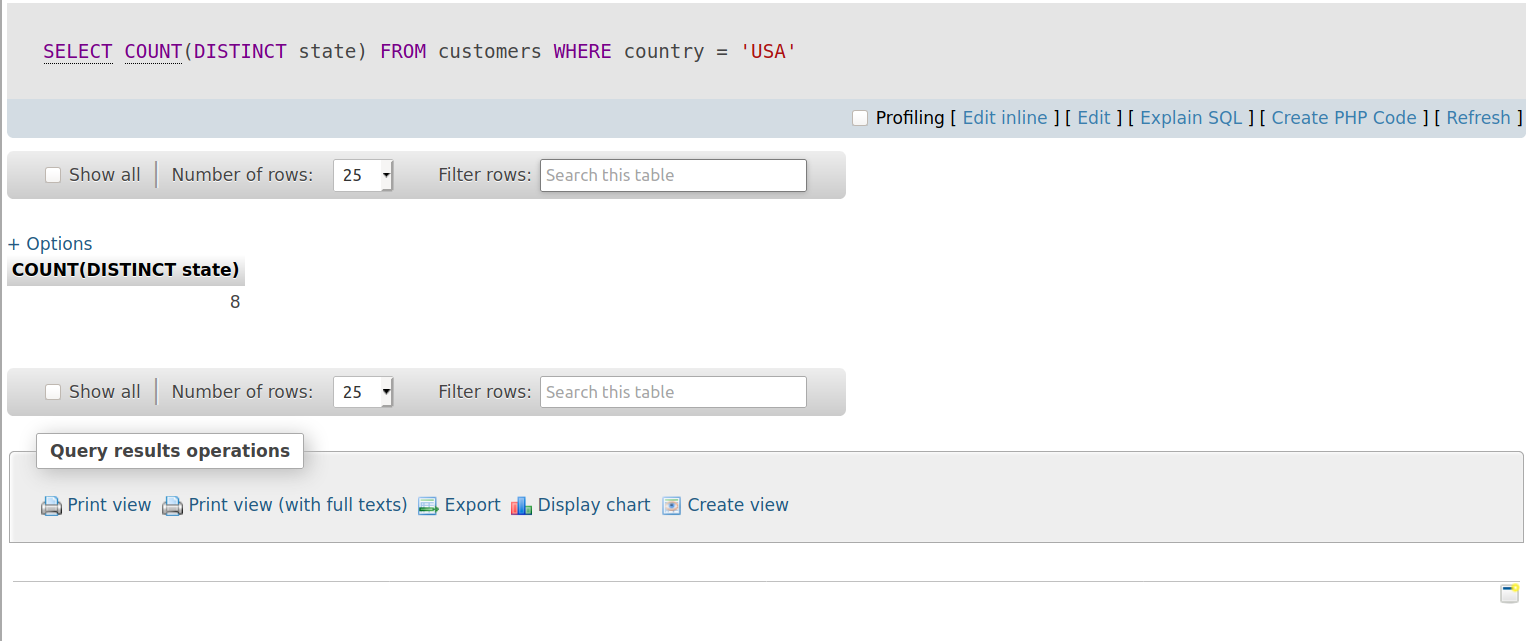 SELECT COUNT(DISTINCT state) FROM customers WHERE country = 'USA'
Profiling [ Edit inline ] [ Edit ] [ Explain SQL ] [ Create PHP Code ] [ Refresh ]
Show all Number of rows: 25 Filter rows: Search this table
+ Options
COUNT(DISTINCT state)
8
Show all Number of rows: 25 Filter rows: Search this table
Query results operations
Print view Print view (with full texts) Export Display chart Create view